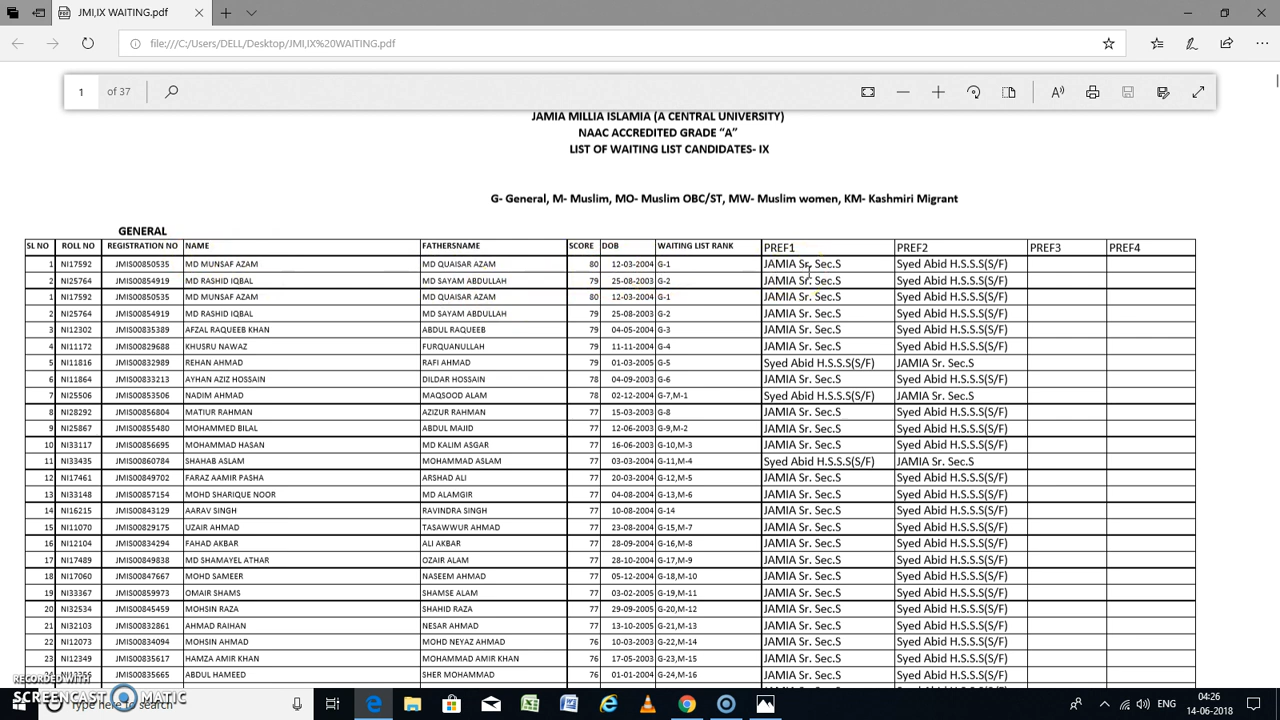 JMI,IX WAITING.pdf
file:///C:/Users/DELL/Desktop/JMI,IX%20WAITING.pdf
1 of 37
JAMIA MILLIA ISLAMIA (A CENTRAL UNIVERSITY)
NAAC ACCREDITED GRADE “A”
LIST OF WAITING LIST CANDIDATES- IX
G- General, M- Muslim, MO- Muslim OBC/ST, MW- Muslim women, KM- Kashmiri Migrant
GENERAL
SL NO ROLL NO REGISTRATION NO NAME FATHERSNAME SCORE DOB WAITING LIST RANK PREF1 PREF2 PREF3 PREF4
1 NI17592 JMIS00850535 MD MUNSAF AZAM MD QUAISAR AZAM 80 12-03-2004 G-1 JAMIA Sr. Sec.S Syed Abid H.S.S.S(S/F)
2 NI25764 JMIS00854919 MD RASHID IQBAL MD SAYAM ABDULLAH 79 25-08-2003 G-2 JAMIA Sr. Sec.S Syed Abid H.S.S.S(S/F)
1 NI17592 JMIS00850535 MD MUNSAF AZAM MD QUAISAR AZAM 80 12-03-2004 G-1 JAMIA Sr. Sec.S Syed Abid H.S.S.S(S/F)
2 NI25764 JMIS00854919 MD RASHID IQBAL MD SAYAM ABDULLAH 79 25-08-2003 G-2 JAMIA Sr. Sec.S Syed Abid H.S.S.S(S/F)
3 NI12302 JMIS00835389 AFZAL RAQUEEB KHAN ABDUL RAQUEEB 79 04-05-2004 G-3 JAMIA Sr. Sec.S Syed Abid H.S.S.S(S/F)
4 NI11172 JMIS00829688 KHUSRU NAWAZ FURQUANULLAH 79 11-11-2004 G-4 JAMIA Sr. Sec.S Syed Abid H.S.S.S(S/F)
5 NI11816 JMIS00832989 REHAN AHMAD RAFI AHMAD 79 01-03-2005 G-5 Syed Abid H.S.S.S(S/F) JAMIA Sr. Sec.S
6 NI11864 JMIS00833213 AYHAN AZIZ HOSSAIN DILDAR HOSSAIN 78 04-09-2003 G-6 JAMIA Sr. Sec.S Syed Abid H.S.S.S(S/F)
7 NI25506 JMIS00853506 NADIM AHMAD MAQSOOD ALAM 78 02-12-2004 G-7,M-1 Syed Abid H.S.S.S(S/F) JAMIA Sr. Sec.S
8 NI28292 JMIS00856804 MATIUR RAHMAN AZIZUR RAHMAN 77 15-03-2003 G-8 JAMIA Sr. Sec.S Syed Abid H.S.S.S(S/F)
9 NI25867 JMIS00855480 MOHAMMED BILAL ABDUL MAJID 77 12-06-2003 G-9,M-2 JAMIA Sr. Sec.S Syed Abid H.S.S.S(S/F)
10 NI33117 JMIS00856695 MOHAMMAD HASAN MD KALIM ASGAR 77 16-06-2003 G-10,M-3 JAMIA Sr. Sec.S Syed Abid H.S.S.S(S/F)
11 NI33435 JMIS00860784 SHAHAB ASLAM MOHAMMAD ASLAM 77 03-03-2004 G-11,M-4 Syed Abid H.S.S.S(S/F) JAMIA Sr. Sec.S
12 NI17461 JMIS00849702 FARAZ AAMIR PASHA ARSHAD ALI 77 20-03-2004 G-12,M-5 JAMIA Sr. Sec.S Syed Abid H.S.S.S(S/F)
13 NI33148 JMIS00857154 MOHD SHARIQUE NOOR MD ALAMGIR 77 04-08-2004 G-13,M-6 JAMIA Sr. Sec.S Syed Abid H.S.S.S(S/F)
14 NI16215 JMIS00843129 AARAV SINGH RAVINDRA SINGH 77 10-08-2004 G-14 JAMIA Sr. Sec.S Syed Abid H.S.S.S(S/F)
15 NI11070 JMIS00829175 UZAIR AHMAD TASAWWUR AHMAD 77 23-08-2004 G-15,M-7 JAMIA Sr. Sec.S Syed Abid H.S.S.S(S/F)
16 NI12104 JMIS00834294 FAHAD AKBAR ALI AKBAR 77 28-09-2004 G-16,M-8 JAMIA Sr. Sec.S Syed Abid H.S.S.S(S/F)
17 NI17489 JMIS00849838 MD SHAMAYEL ATHAR OZAIR ALAM 77 28-10-2004 G-17,M-9 JAMIA Sr. Sec.S Syed Abid H.S.S.S(S/F)
18 NI17060 JMIS00847667 MOHD SAMEER NASEEM AHMAD 77 05-12-2004 G-18,M-10 JAMIA Sr. Sec.S Syed Abid H.S.S.S(S/F)
19 NI33367 JMIS00859973 OMAIR SHAMS SHAMSE ALAM 77 03-02-2005 G-19,M-11 JAMIA Sr. Sec.S Syed Abid H.S.S.S(S/F)
20 NI32534 JMIS00845459 MOHSIN RAZA SHAHID RAZA 77 29-09-2005 G-20,M-12 JAMIA Sr. Sec.S Syed Abid H.S.S.S(S/F)
21 NI32103 JMIS00832861 AHMAD RAIHAN NESAR AHMAD 77 13-10-2005 G-21,M-13 JAMIA Sr. Sec.S Syed Abid H.S.S.S(S/F)
22 NI12073 JMIS00834094 MOHSIN AHMAD MOHD NEYAZ AHMAD 76 10-03-2003 G-22,M-14 JAMIA Sr. Sec.S Syed Abid H.S.S.S(S/F)
23 NI12349 JMIS00835617 HAMZA AMIR KHAN MOHAMMAD AMIR KHAN 76 17-05-2003 G-23,M-15 JAMIA Sr. Sec.S Syed Abid H.S.S.S(S/F)
JMIS00835665 ABDUL HAMEED SHER MOHAMMAD 76 01-01-2004 G-24,M-16 JAMIA Sr. Sec.S Syed Abid H.S.S.S(S/F)
RECORDED WITH
SCREENCAST MATIC
Type here to search
ENG
04:26
14-06-2018